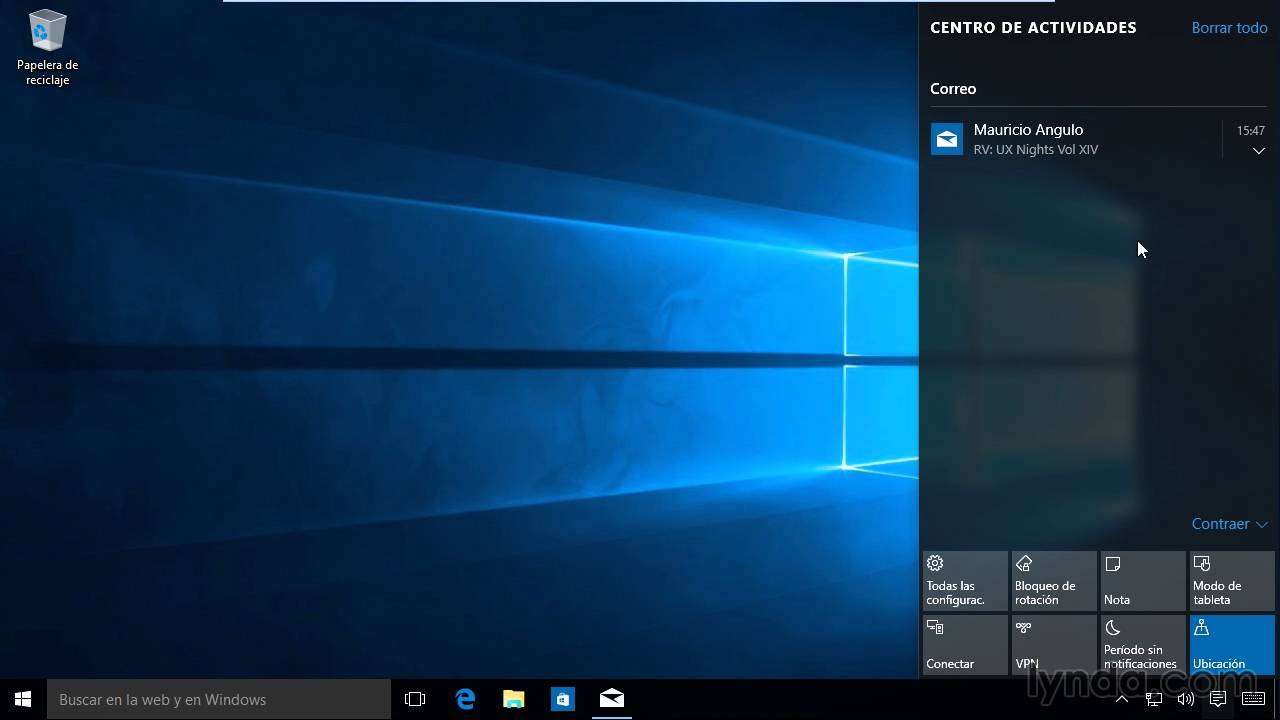 Papelera de
reciclaje
CENTRO DE ACTIVIDADES
Borrar todo
Correo
Mauricio Angulo
15:47
RV: UX Nights Vol XIV
Contraer
Todas las
configurac.
Bloqueo de
rotación
Nota
Modo de
tableta
Conectar
VPN
Período sin
notificaciones
Ubicación
lynda.com
Buscar en la web y en Windows